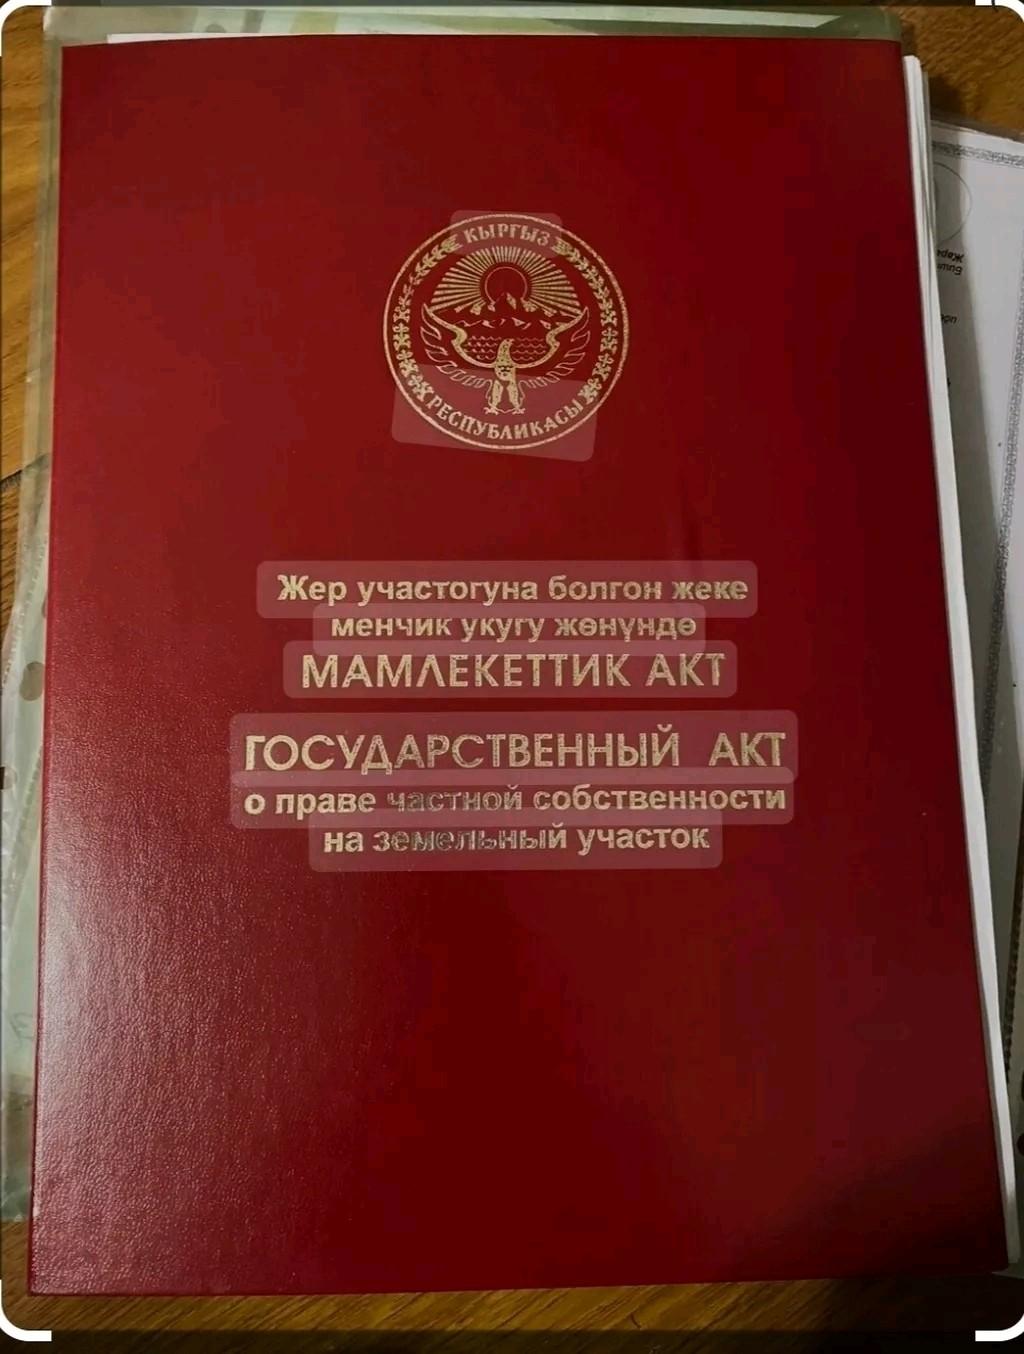 КЫРГЫЗ
РЕСПУБЛИКАСЫ
Жер участогуна болгон жеке
менчик укугу жөнүндө
МАМЛЕКЕТТИК АКТ
ГОСУДАРСТВЕННЫЙ АКТ
о праве частной собственности
на земельный участок